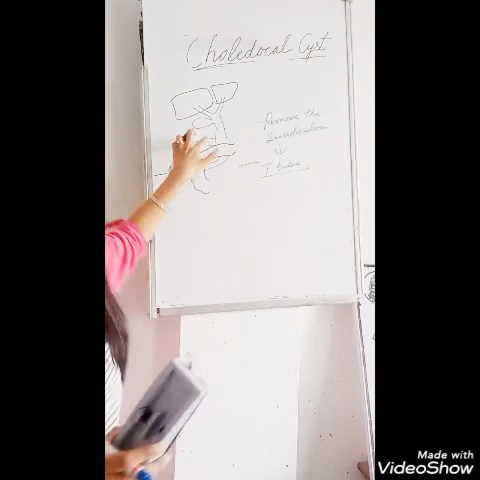 Choledocal Cyst
Remove the
T tube
Made with
VideoShow